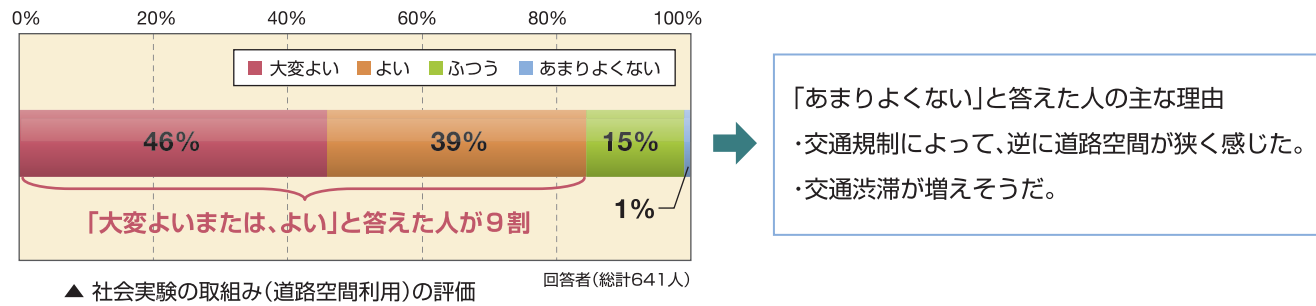 0% 20% 40% 60% 80% 100%
大変よい よい ふつう あまりよくない
46% 39% 15%
1%
「大変よいまたは、よい」と答えた人が9割
回答者(総計641人)
▲ 社会実験の取組み(道路空間利用)の評価
「あまりよくない」と答えた人の主な理由
・交通規制によって、逆に道路空間が狭く感じた。
・交通渋滞が増えそうだ。